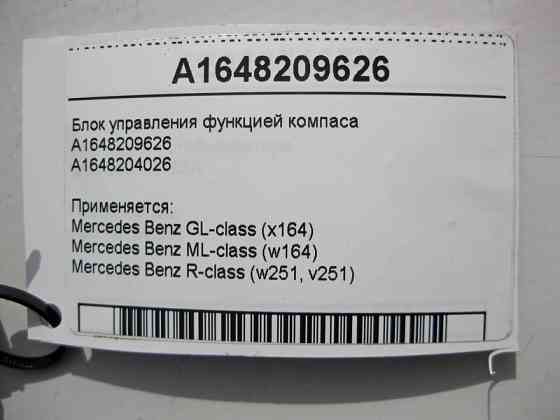 A1648209626
Блок управления функцией компаса
A1648209626
A1648204026
Применяется:
Mercedes Benz GL-class (x164)
Mercedes Benz ML-class (w164)
Mercedes Benz R-class (w251, v251)